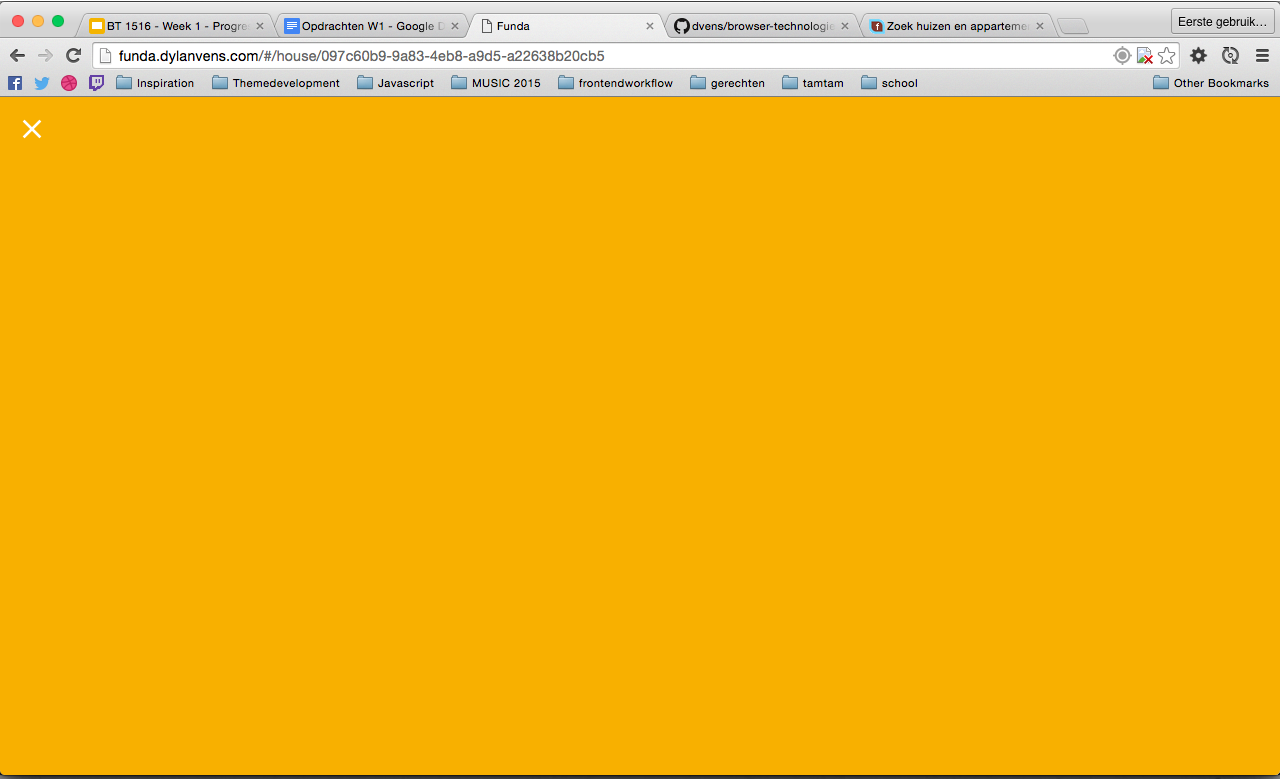 BT 1516 - Week 1 - Progre
Opdrachten W1 - Google D
Funda
dvens/browser-technologie
Zoek huizen en appartemen
Eerste gebruik…
funda.dylanvens.com/#/house/097c60b9-9a83-4eb8-a9d5-a22638b20cb5
Inspiration
Themedevelopment
Javascript
MUSIC 2015
frontendworkflow
gerechten
tamtam
school
Other Bookmarks